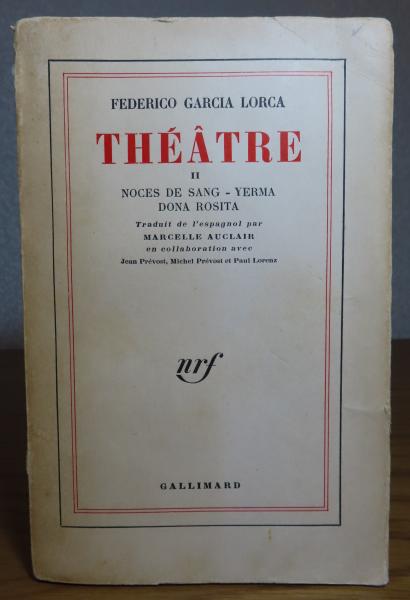 FEDERICO GARCIA LORCA
THÉÂTRE
II
NOCES DE SANG - YERMA
DONA ROSITA
Traduit de l'espagnol par
MARCELLE AUCLAIR
en collaboration avec
Jean Prévost, Michel Prévost et Paul Lorenz
nrf
GALLIMARD